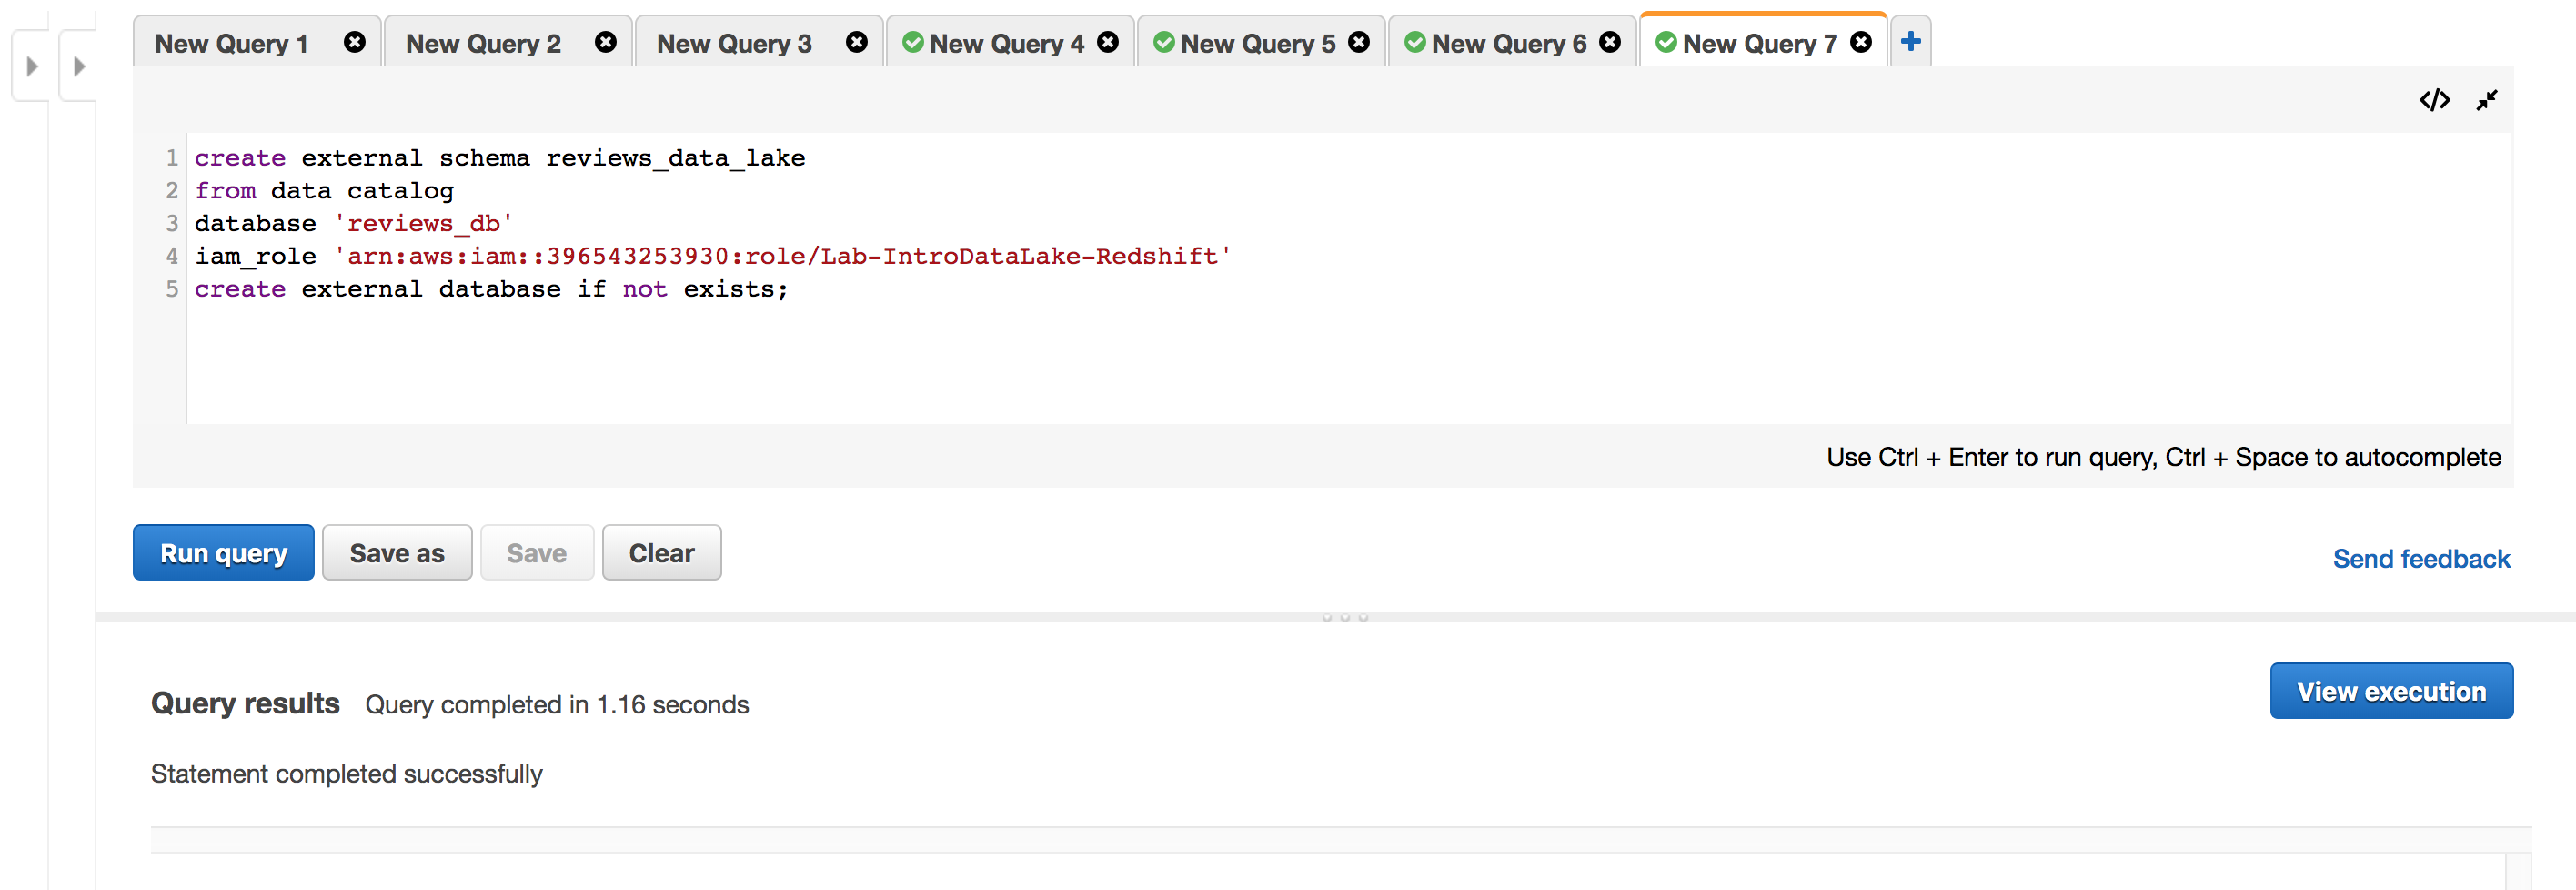 New Query 1 New Query 2 New Query 3 New Query 4 New Query 5 New Query 6 New Query 7
1 create external schema reviews_data_lake
2 from data catalog
3 database 'reviews_db'
4 iam_role 'arn:aws:iam::396543253930:role/Lab-IntroDataLake-Redshift'
5 create external database if not exists;
Use Ctrl + Enter to run query, Ctrl + Space to autocomplete
Run query Save as Save Clear Send feedback
Query results Query completed in 1.16 seconds View execution
Statement completed successfully